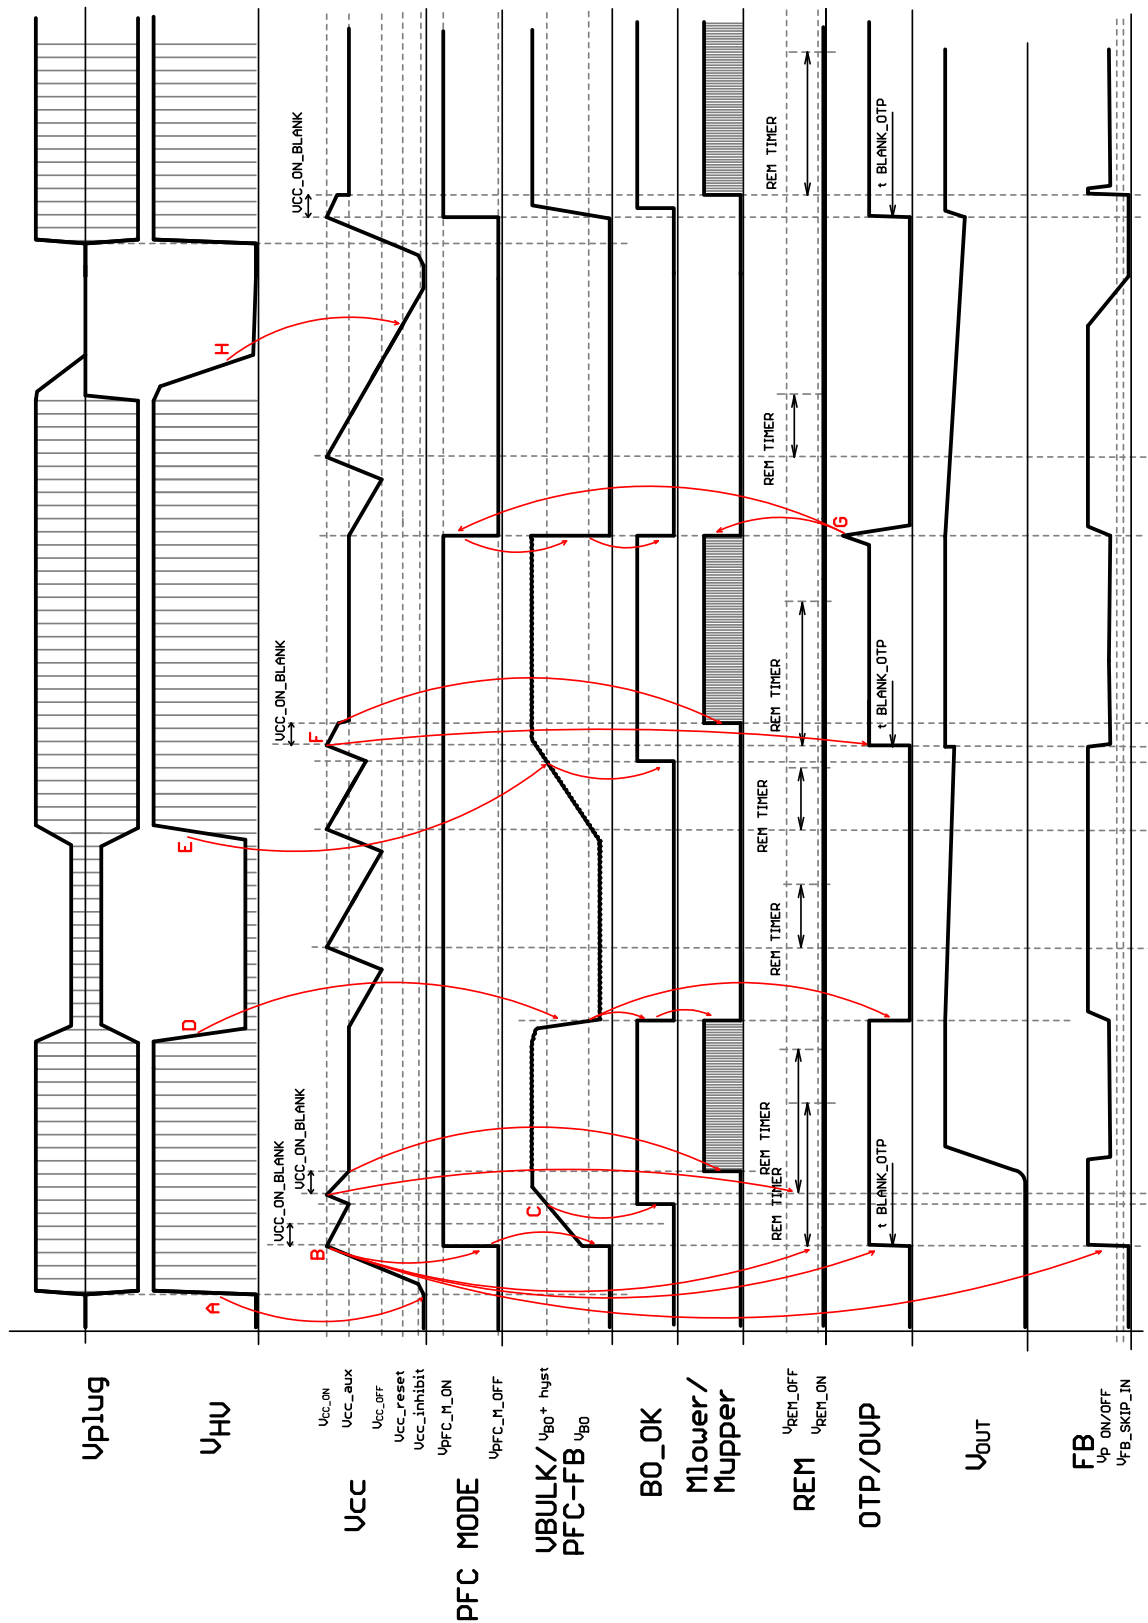 Vplug
VHV
A
D
E
H
VCC_ON_BLANK
VCC_ON_BLANK
VCC_ON_BLANK
VCC_ON_BLANK
B
F
Vcc
VCC_ON
Vcc_aux
VCC_OFF
Vcc_reset
Vcc_inhibit
PFC MODE
VPFC_M_ON
VPFC_M_OFF
C
VBULK/
PFC-FB
VBO + hyst
VBO
BO_OK
Mlower/
Mupper
REM TIMER
REM TIMER
REM TIMER
REM TIMER
REM TIMER
REM TIMER
REM TIMER
REM
VREM_OFF
VREM_ON
G
OTP/OVP
t BLANK_OTP
t BLANK_OTP
t BLANK_OTP
VOUT
FB
VP ON/OFF
VFB_SKIP_IN